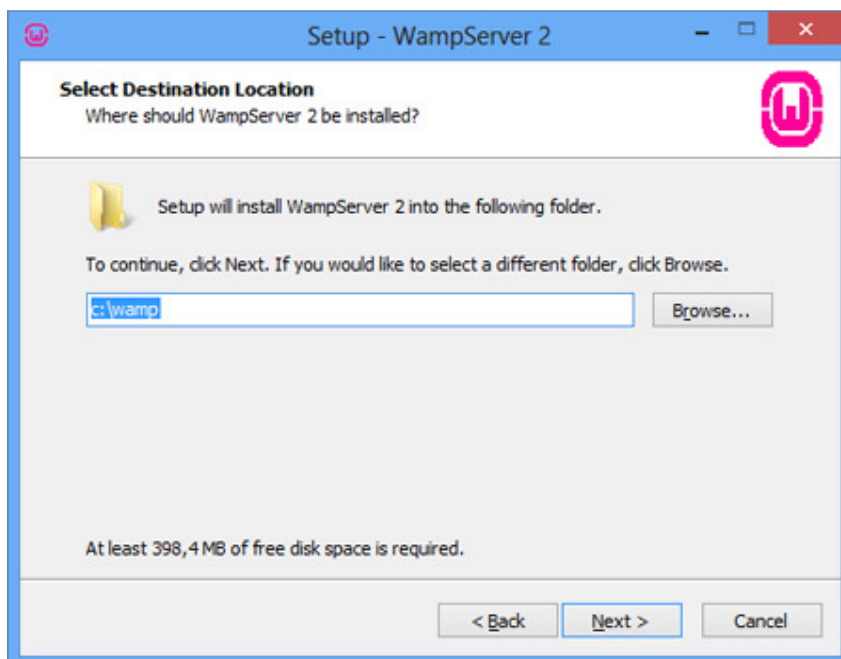 Setup - WampServer 2
Select Destination Location
Where should WampServer 2 be installed?
W
Setup will install WampServer 2 into the following folder.
To continue, click Next. If you would like to select a different folder, click Browse.
c:\wamp
Browse...
At least 398,4 MB of free disk space is required.
< Back
Next >
Cancel